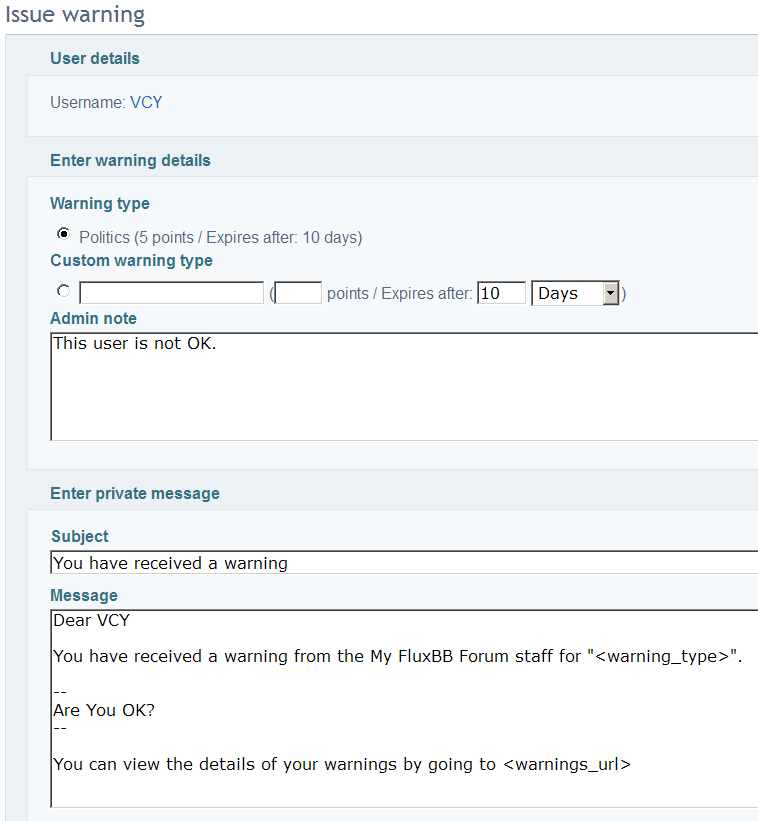 Issue warning
User details
Username: VCY
Enter warning details
Warning type
Politics (5 points / Expires after: 10 days)
Custom warning type
( points / Expires after: 10 Days )
Admin note
This user is not OK.
Enter private message
Subject
You have received a warning
Message
Dear VCY
You have received a warning from the My FluxBB Forum staff for "<warning_type>".
--
Are You OK?
--
You can view the details of your warnings by going to <warnings_url>